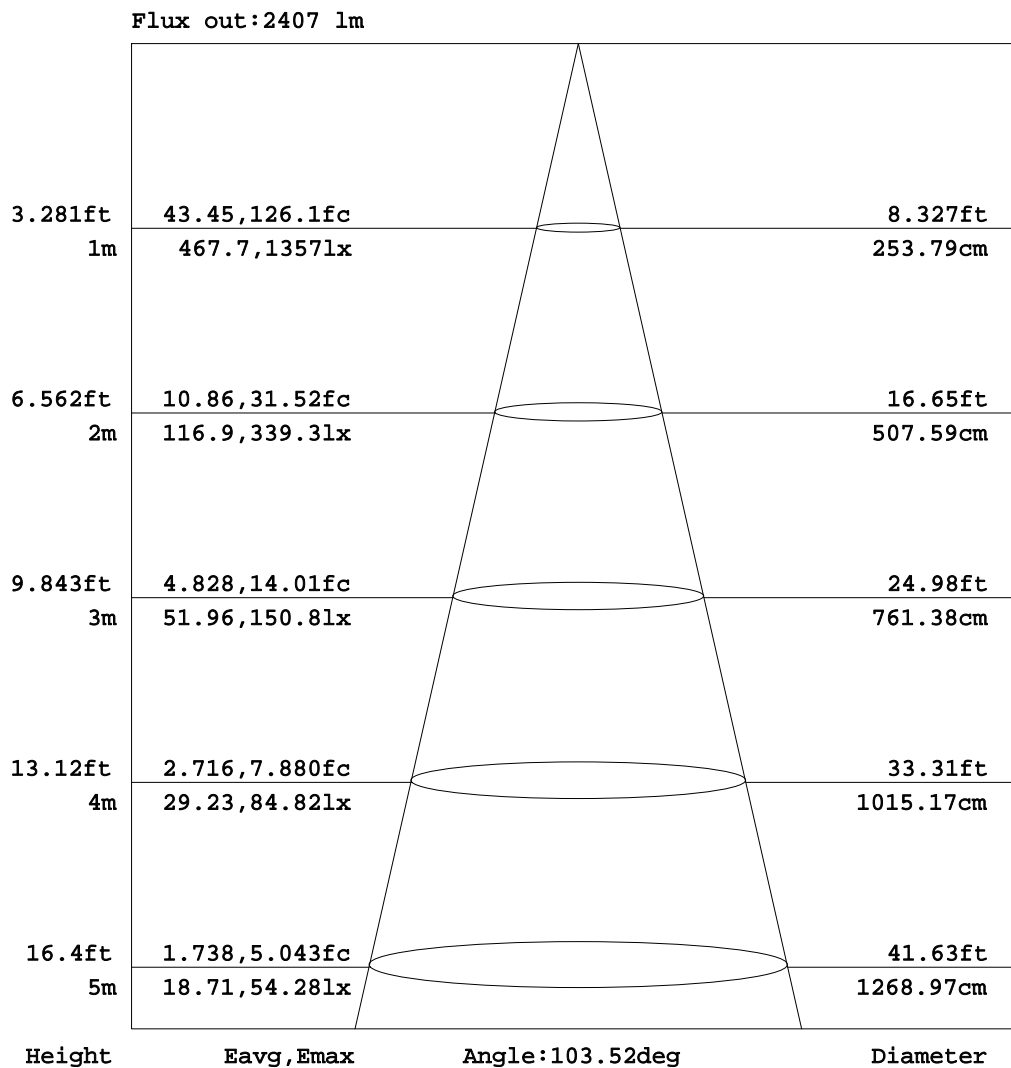 Flux out:2407 lm
3.281ft 43.45,126.1fc 8.327ft
1m 467.7,1357lx 253.79cm
6.562ft 10.86,31.52fc 16.65ft
2m 116.9,339.3lx 507.59cm
9.843ft 4.828,14.01fc 24.98ft
3m 51.96,150.8lx 761.38cm
13.12ft 2.716,7.880fc 33.31ft
4m 29.23,84.82lx 1015.17cm
16.4ft 1.738,5.043fc 41.63ft
5m 18.71,54.28lx 1268.97cm
Height Eavg,Emax Angle:103.52deg Diameter